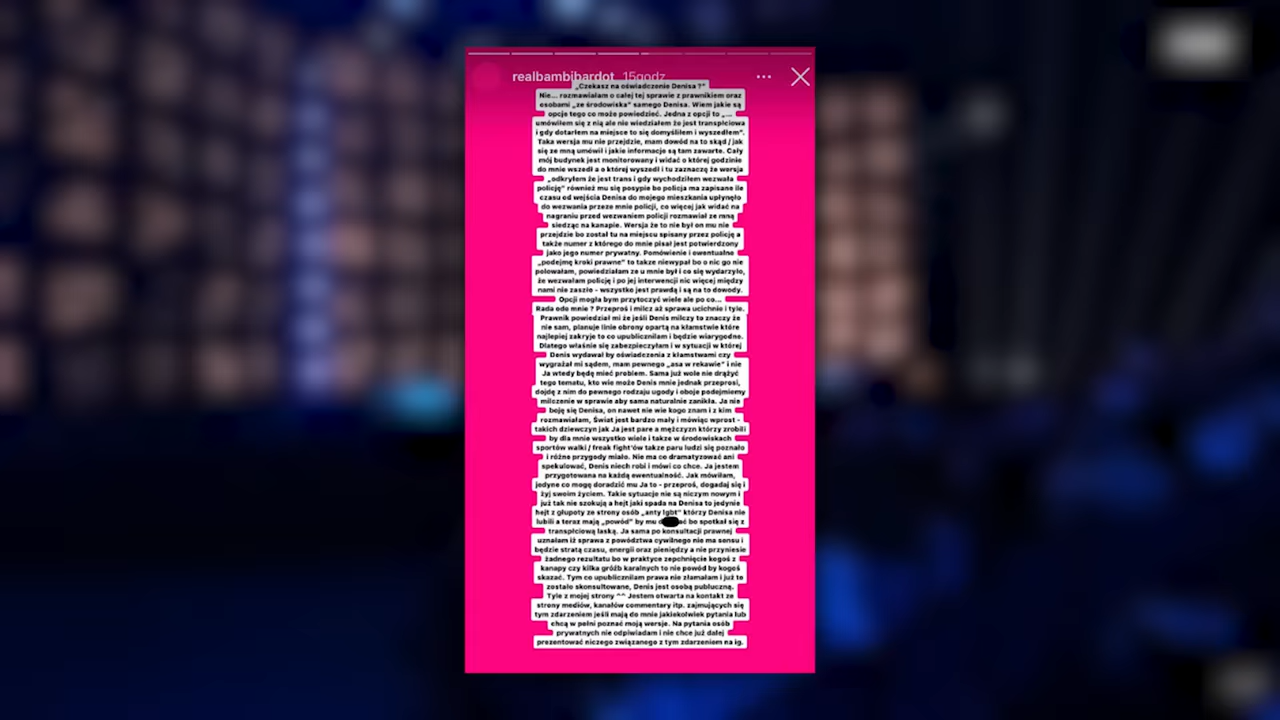 realbambibardot 15godz
„Czekasz na oświadczenie Denisa ?"
Nie... rozmawiałam o całej tej sprawie z prawnikiem oraz
osobami „ze środowiska" samego Denisa. Wiem jakie są
opcje tego co może powiedzieć. Jedna z opcji to „...
umówiłem się z nią ale nie wiedziałem że jest transpłciowa
i gdy dotarłem na miejsce to się domyśliłem i wyszedłem".
Taka wersja mu nie przejdzie, mam dowód na to skąd / jak
się ze mną umówił i jakie informacje są tam zawarte. Cały
mój budynek jest monitorowany i widać o której godzinie
do mnie wszedł a o której wyszedł i tu zaznaczę że wersja
„odkryłem że jest trans i gdy wychodziłem wezwała
policję" również mu się posypie bo policja ma zapisane ile
czasu od wejścia Denisa do mojego mieszkania upłynęło
do wezwania przeze mnie policji, co więcej jak widać na
nagraniu przed wezwaniem policji rozmawiał ze mną
siedząc na kanapie. Wersja że to nie był on mu nie
przejdzie bo został tu na miejscu spisany przez policję a
także numer z którego do mnie pisał jest potwierdzony
jako jego numer prywatny. Pomówienie i ewentualne
„podejmę kroki prawne" to takze niewypał bo o nic go nie
polowałam, powiedziałam ze u mnie był i co się wydarzyło,
że wezwałam policję i po jej interwencji nic więcej między
nami nie zaszło - wszystko jest prawdą i są na to dowody.
Opcji mogła bym przytoczyć wiele ale po co...
Rada ode mnie ? Przeproś i milcz aż sprawa ucichnie i tyle.
Prawnik powiedział mi że jeśli Denis milczy to znaczy że
nie sam, planuje linie obrony opartą na kłamstwie które
najlepiej zakryje to co upubliczniłam i będzie wiarygodne.
Dlatego właśnie się zabezpieczyłam i w sytuacji w której
Denis wydawał by oświadczenia z kłamstwami czy
wygrażał mi sądem, mam pewnego „asa w rękawie" i nie
Ja wtedy będę mieć problem. Sama już wole nie drążyć
tego tematu, kto wie może Denis mnie jednak przeprosi,
dojdę z nim do pewnego rodzaju ugody i oboje podejmiemy
milczenie w sprawie aby sama naturalnie zanikła. Ja nie
boję się Denisa, on nawet nie wie kogo znam i z kim
rozmawiałam, Świat jest bardzo mały i mówiąc wprost -
takich dziewczyn jak Ja jest pare a mężczyzn którzy zrobili
by dla mnie wszystko wiele i takze w środowiskach
sportów walki / freak fight'ów takze paru ludzi się poznało
i różne przygody miało. Nie ma co dramatyzować ani
spekulować, Denis niech robi i mówi co chce. Ja jestem
przygotowana na każdą ewentualność. Jak mówiłam,
jedyne co mogę doradzić mu Ja to - przeproś, dogadaj się i
żyj swoim życiem. Takie sytuacje nie są niczym nowym i
już tak nie szokują a hejt jaki spada na Denisa to jedynie
hejt z głupoty ze strony osób „anty lgbt" którzy Denisa nie
lubili a teraz mają „powód" by mu bo spotkał się z
transpłciową laską. Ja sama po konsultacji prawnej
uznałam iż sprawa z powództwa cywilnego nie ma sensu i
będzie stratą czasu, energii oraz pieniędzy a nie przyniesie
żadnego rezultatu bo w praktyce zepchnięcie kogoś z
kanapy czy kilka gróźb karalnych to nie powód by kogoś
skazać. Tym co upubliczniłam prawa nie złamałam i już to
zostało skonsultowane, Denis jest osobą publuczną.
Tyle z mojej strony ^^ Jestem otwarta na kontakt ze
strony mediów, kanałów commentary itp. zajmujących się
tym zdarzeniem jeśli mają do mnie jakiekolwiek pytania lub
chcą w pełni poznać moją wersje. Na pytania osób
prywatnych nie odpiwiadam i nie chce już dalej
prezentować niczego związanego z tym zdarzeniem na ig.